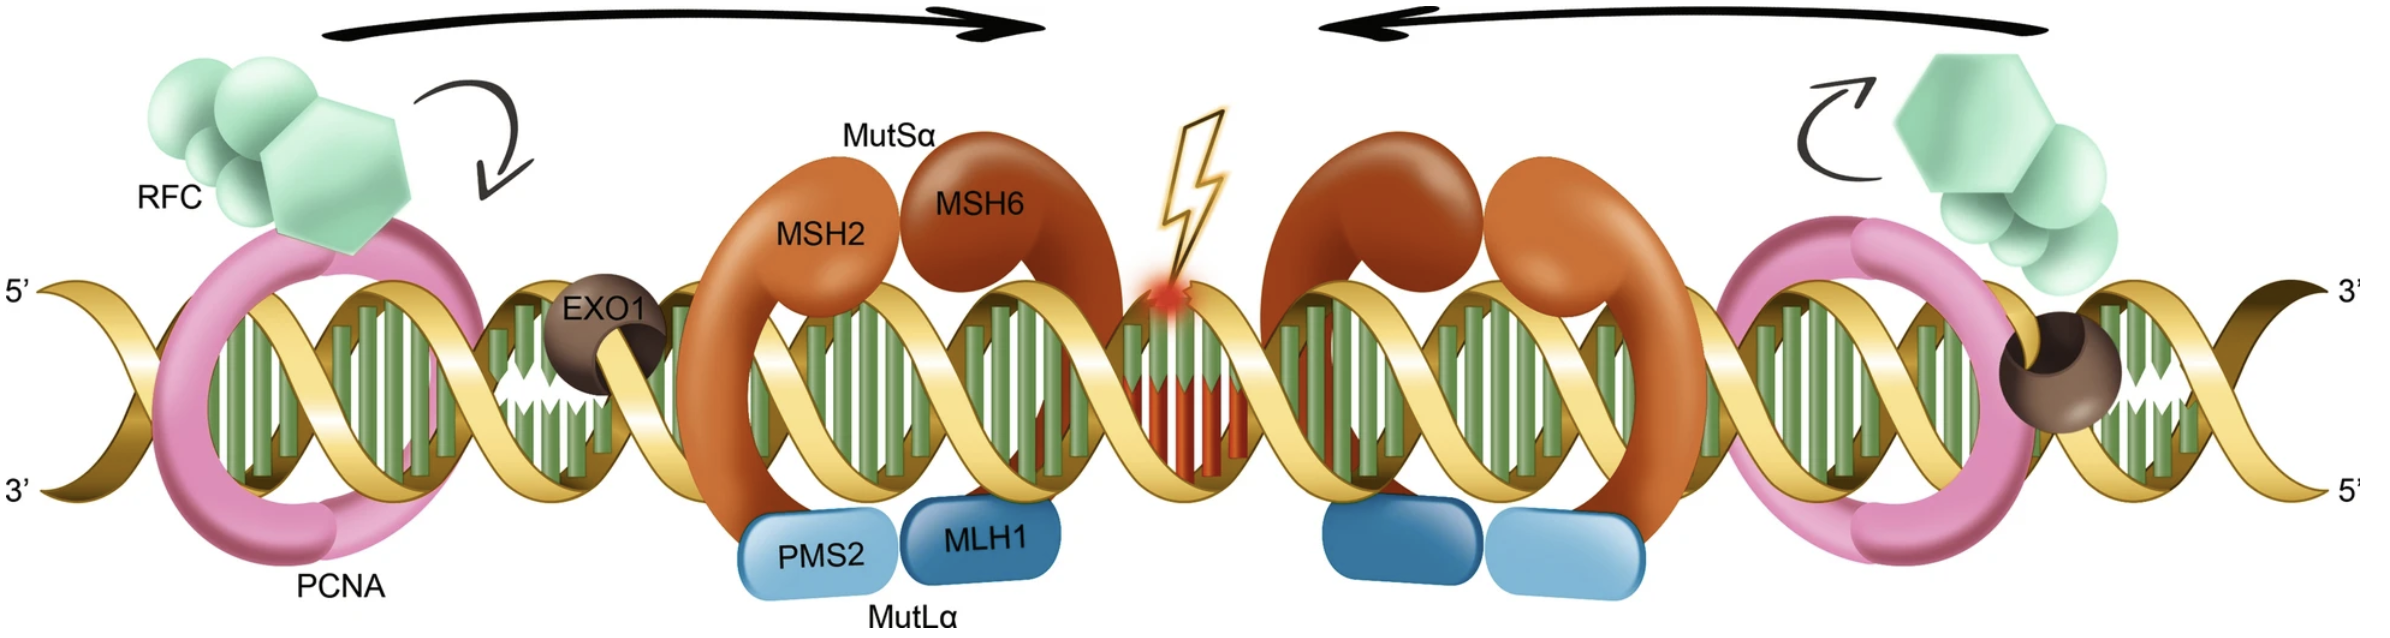 MutSα
RFC
MSH2
MSH6
5’
EXO1
3’
3’
5’
PMS2
MLH1
PCNA
MutLα